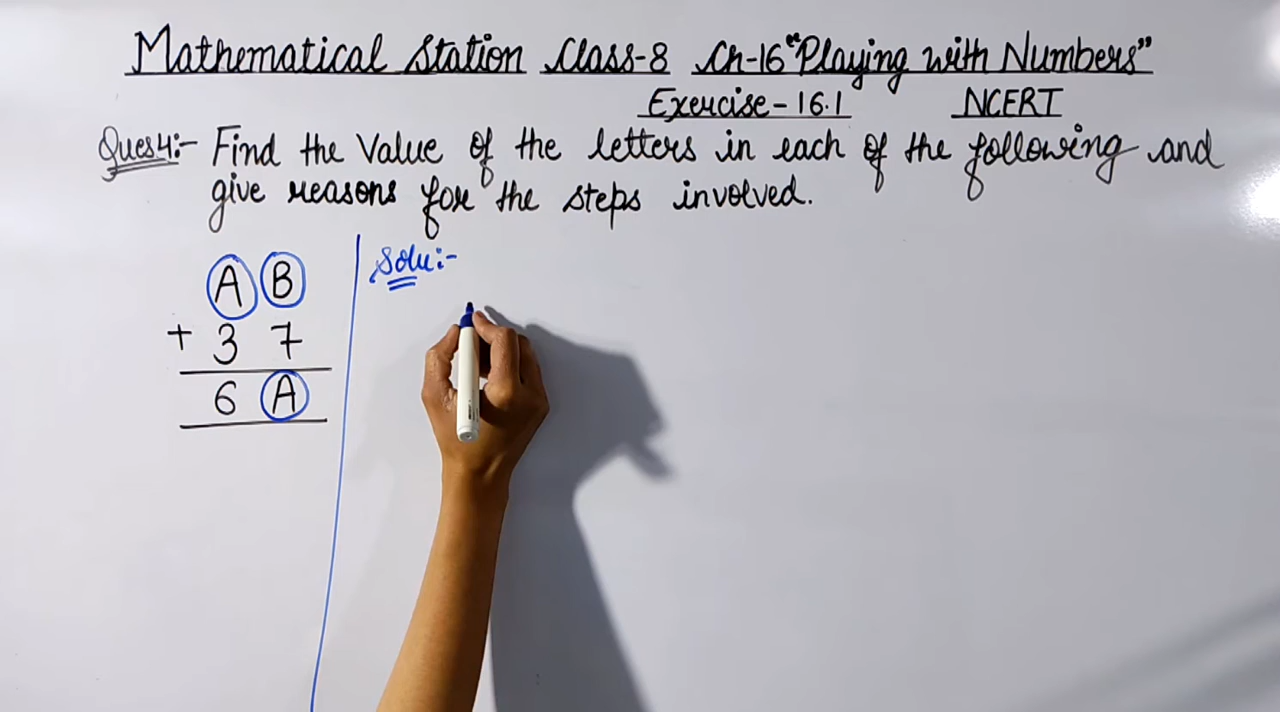 Mathematical Station Class-8 Ch-16 "Playing with Numbers"
Exercise-16.1 NCERT
Ques4:- Find the Value of the letters in each of the following and
give reasons for the steps involved.
A B
+ 3 7
6 A
Solu:-